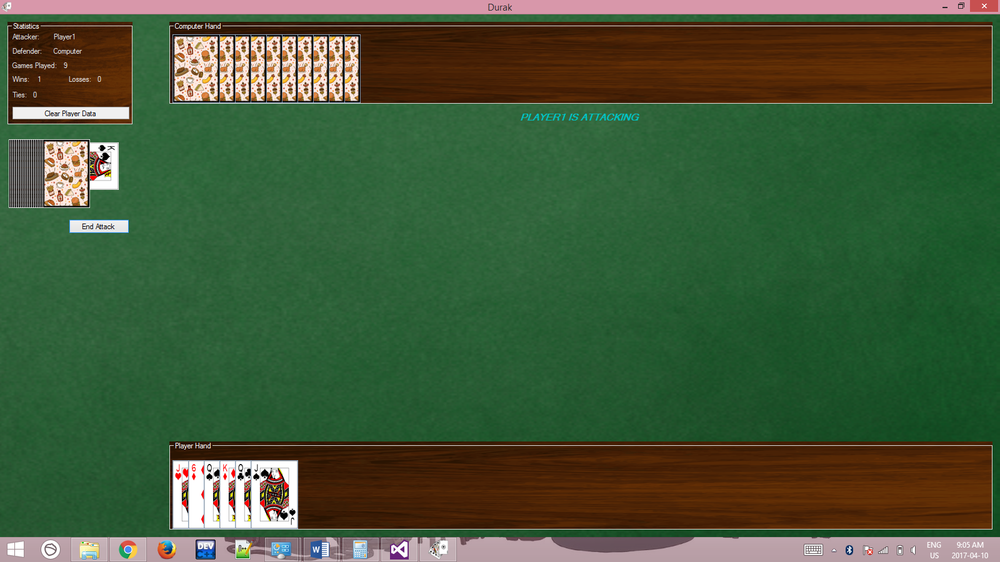 Durak
Statistics
Attacker: Player1
Defender: Computer
Games Played: 9
Wins: 1 Losses: 0
Ties: 0
Clear Player Data
Computer Hand
PLAYER1 IS ATTACKING
K
End Attack
Player Hand
J 6 Q K Q J
J
DEV
C++
N++
W
ENG
US
9:05 AM
2017-04-10